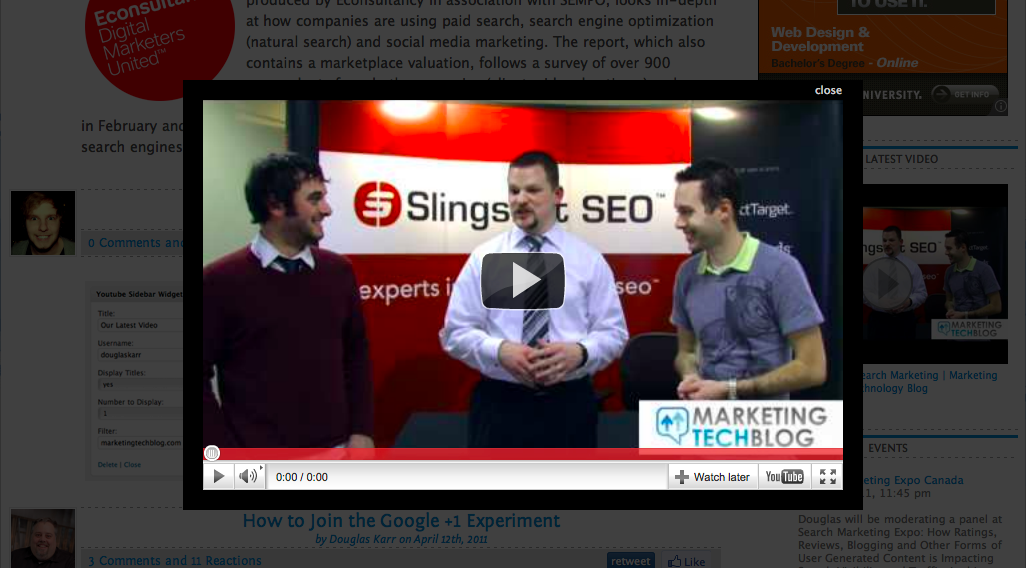 Econsultancy
Digital
Marketers
United™
produced by Econsultancy in association with SEMPO, looks in-depth
at how companies are using paid search, search engine optimization
(natural search) and social media marketing. The report, which also
contains a marketplace valuation, follows a survey of over 900
in February and
search engines
TO USE IT.
Web Design &
Development
Bachelor's Degree - Online
NIVERSITY.
GET INFO
close
Slingshot SEO™
experts in
seo™
ctTarget.
MARKETING
TECHBLOG
0:00 / 0:00
Watch later
YouTube
0 Comments and
Youtube Sidebar Widget
Title:
Our Latest Video
Username:
douglaskarr
Display Titles:
yes
Number to Display:
1
Filter:
marketingtechblog.com
Delete | Close
How to Join the Google +1 Experiment
by Douglas Karr on April 12th, 2011
3 Comments and 11 Reactions
retweet
Like
LATEST VIDEO
SEO
MARKETING
TECHBLOG
earch Marketing | Marketing
chnology Blog
EVENTS
eting Expo Canada
1, 11:45 pm
Douglas will be moderating a panel at
Search Marketing Expo: How Ratings,
Reviews, Blogging and Other Forms of
User Generated Content is Impacting